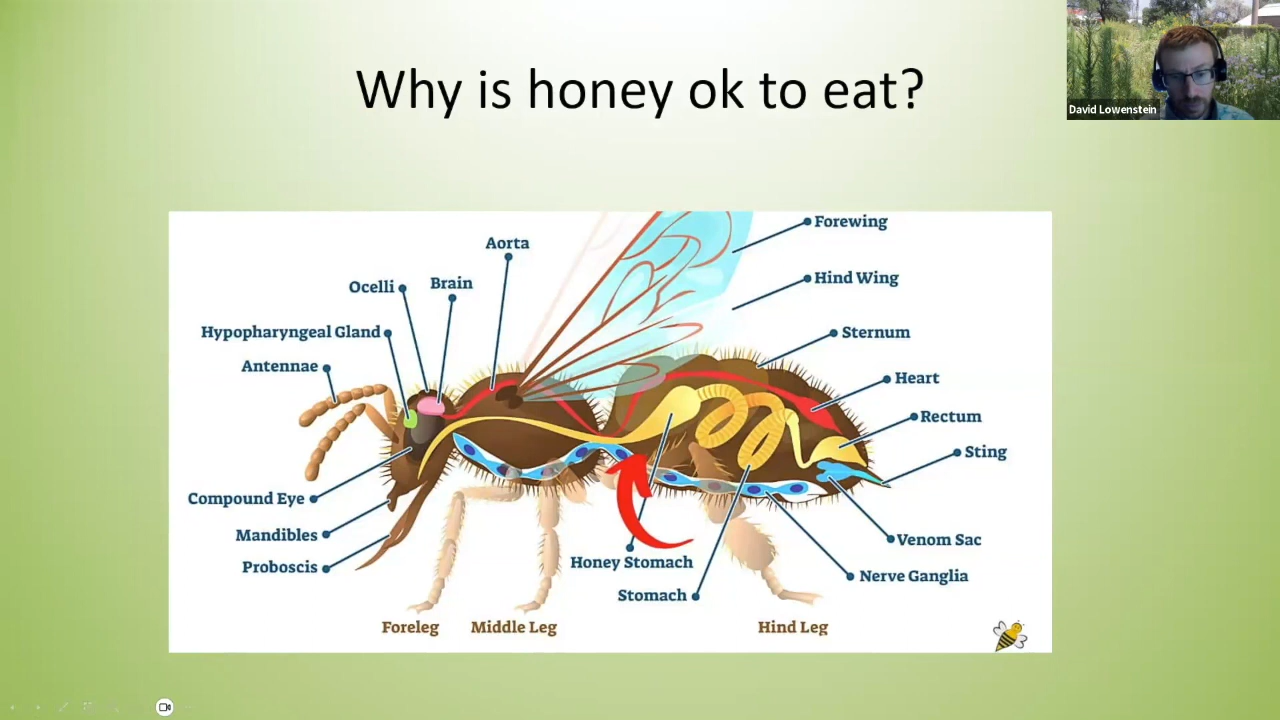 Why is honey ok to eat?
David Lowenstein
Forewing
Aorta
Hind Wing
Ocelli
Brain
Hypopharyngeal Gland
Sternum
Antennae
Heart
Rectum
Sting
Compound Eye
Mandibles
Venom Sac
Honey Stomach
Proboscis
Nerve Ganglia
Stomach
Foreleg
Middle Leg
Hind Leg